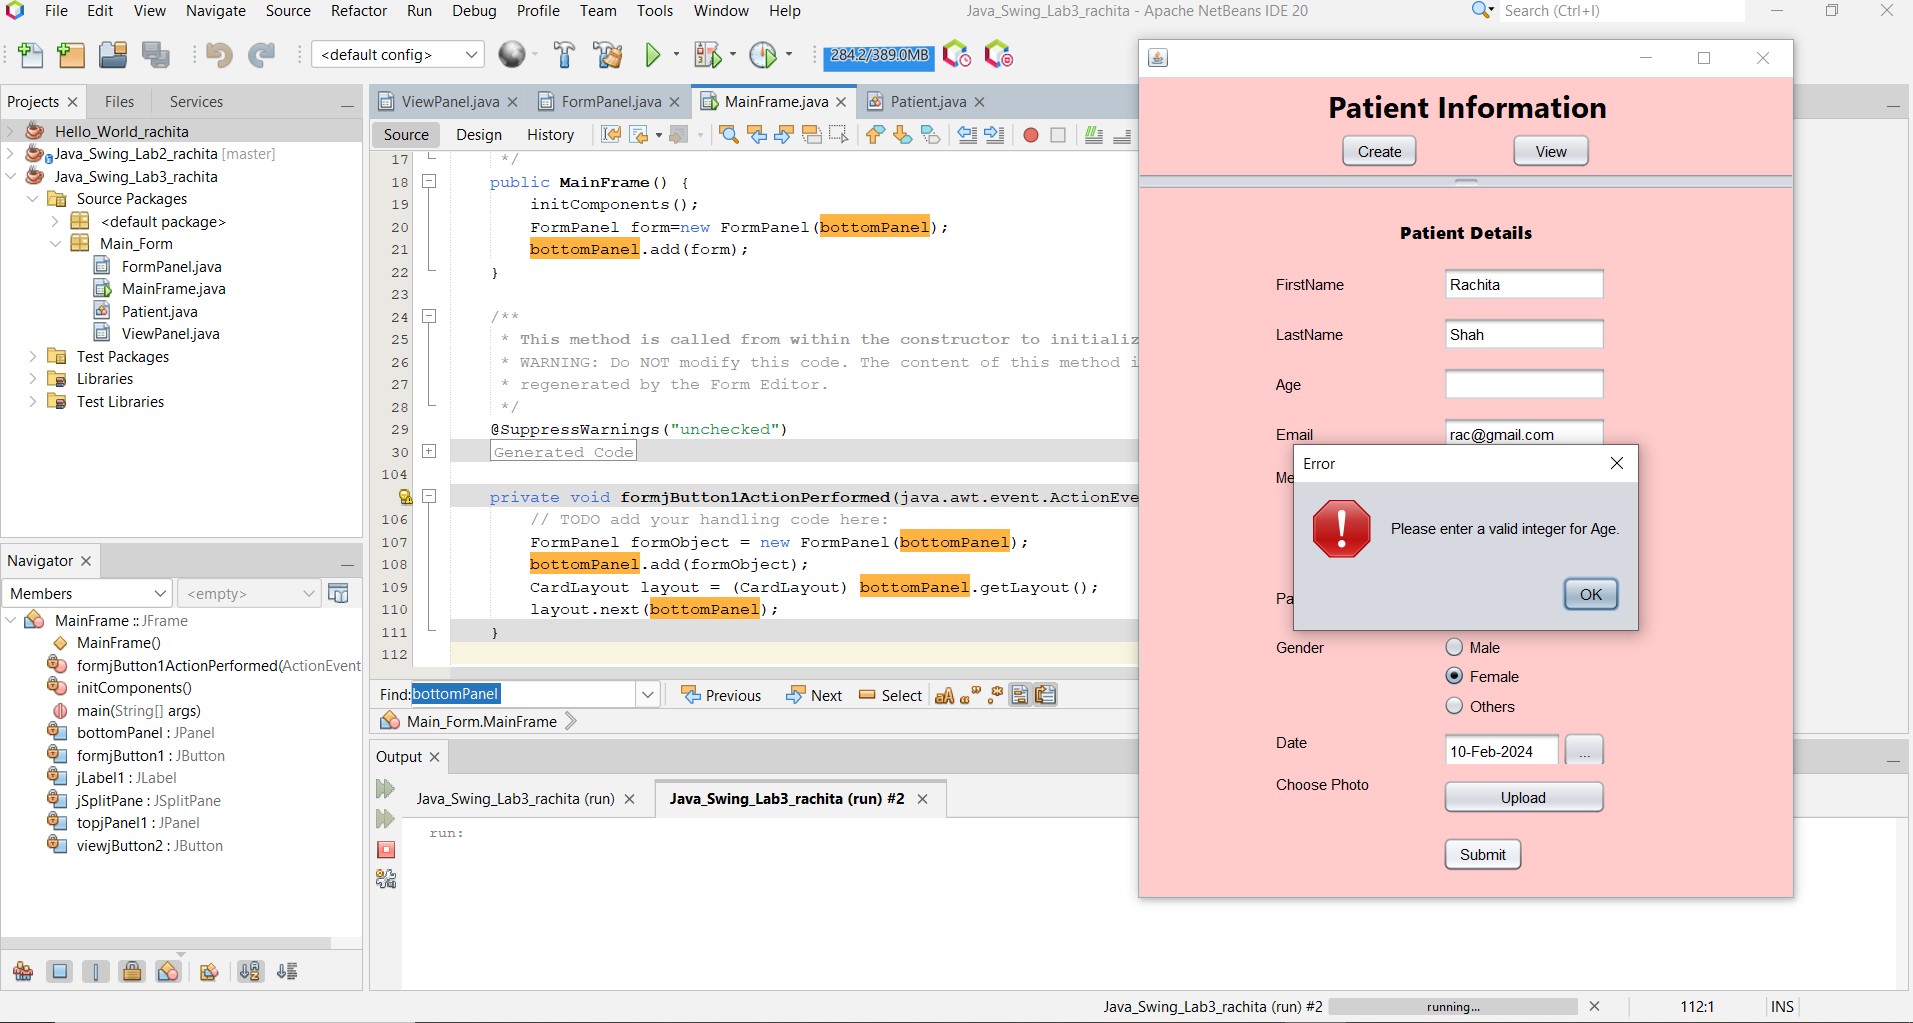 File Edit View Navigate Source Refactor Run Debug Profile Team Tools Window Help
Java_Swing_Lab3_rachita - Apache NetBeans IDE 20
Search (Ctrl+I)
<default config>
284.2/389.0MB
Projects Files Services
Hello_World_rachita
Java_Swing_Lab2_rachita [master]
Java_Swing_Lab3_rachita
Source Packages
<default package>
Main_Form
FormPanel.java
MainFrame.java
Patient.java
ViewPanel.java
Test Packages
Libraries
Test Libraries
Navigator
Members
<empty>
MainFrame :: JFrame
MainFrame()
formjButton1ActionPerformed(ActionEvent
initComponents()
main(String[] args)
bottomPanel : JPanel
formjButton1 : JButton
jLabel1 : JLabel
jSplitPane : JSplitPane
topjPanel1 : JPanel
viewjButton2 : JButton
ViewPanel.java FormPanel.java MainFrame.java Patient.java
Source Design History
17 */
18 public MainFrame() {
19 initComponents();
20 FormPanel form=new FormPanel(bottomPanel);
21 bottomPanel.add(form);
22 }
23
24 /**
25 * This method is called from within the constructor to initializ
26 * WARNING: Do NOT modify this code. The content of this method i
27 * regenerated by the Form Editor.
28 */
29 @SuppressWarnings("unchecked")
30 Generated Code
104
private void formjButton1ActionPerformed(java.awt.event.ActionEve
106 // TODO add your handling code here:
107 FormPanel formObject = new FormPanel(bottomPanel);
108 bottomPanel.add(formObject);
109 CardLayout layout = (CardLayout) bottomPanel.getLayout();
110 layout.next(bottomPanel);
111 }
112
Find: bottomPanel Previous Next Select
Main_Form.MainFrame
Output
Java_Swing_Lab3_rachita (run) Java_Swing_Lab3_rachita (run) #2
run:
Patient Information
Create View
Patient Details
FirstName Rachita
LastName Shah
Age
Email rac@gmail.com
Me
Error
Please enter a valid integer for Age.
OK
Pa
Gender Male
Female
Others
Date 10-Feb-2024 ...
Choose Photo Upload
Submit
Java_Swing_Lab3_rachita (run) #2 running... 112:1 INS